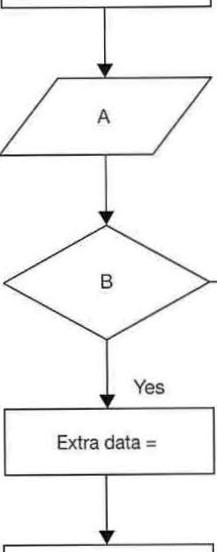 A
B
Yes
Extra data =